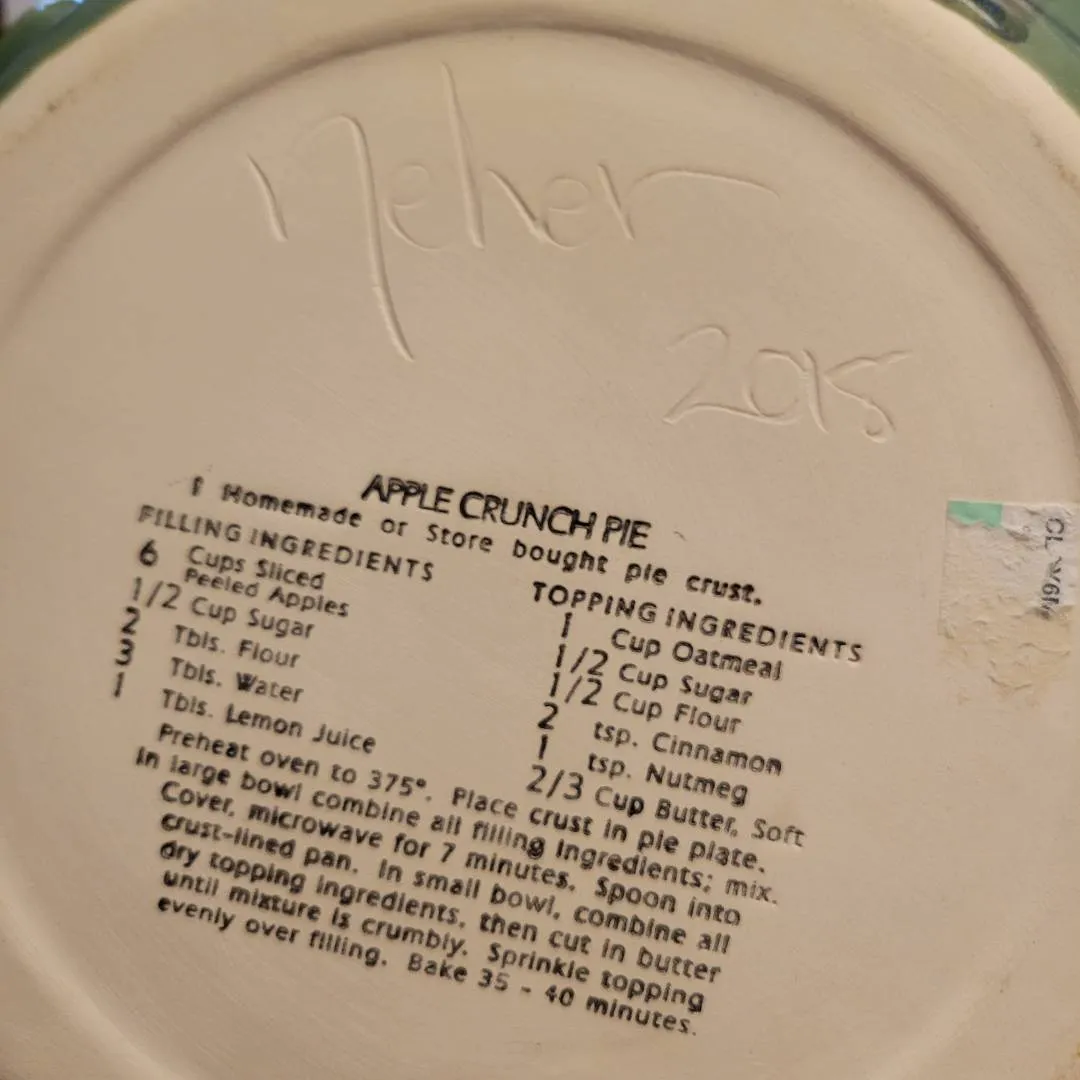 Neher
2015
APPLE CRUNCH PIE
1 Homemade or Store bought pie crust.
FILLING INGREDIENTS
6 Cups Sliced
Peeled Apples
1/2 Cup Sugar
2 Tbls. Flour
3 Tbls. Water
1 Tbls. Lemon Juice
TOPPING INGREDIENTS
1 Cup Oatmeal
1/2 Cup Sugar
1/2 Cup Flour
2 tsp. Cinnamon
1 tsp. Nutmeg
2/3 Cup Butter, Soft
Preheat oven to 375°. Place crust in pie plate.
In large bowl combine all filling ingredients; mix.
Cover, microwave for 7 minutes. Spoon into
crust-lined pan. In small bowl, combine all
dry topping ingredients, then cut in butter
until mixture is crumbly. Sprinkle topping
evenly over filling. Bake 35 - 40 minutes.